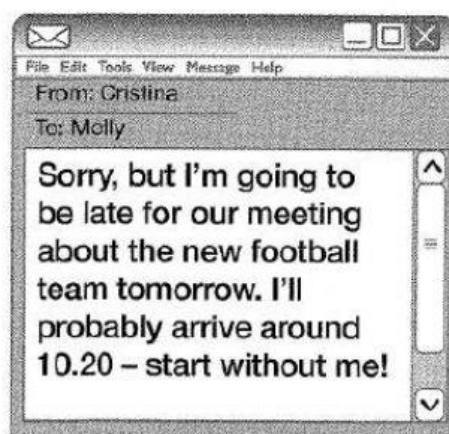 File Edit Tools View Message Help
From: Cristina
To: Molly
Sorry, but I'm going to
be late for our meeting
about the new football
team tomorrow. I'll
probably arrive around
10.20 – start without me!